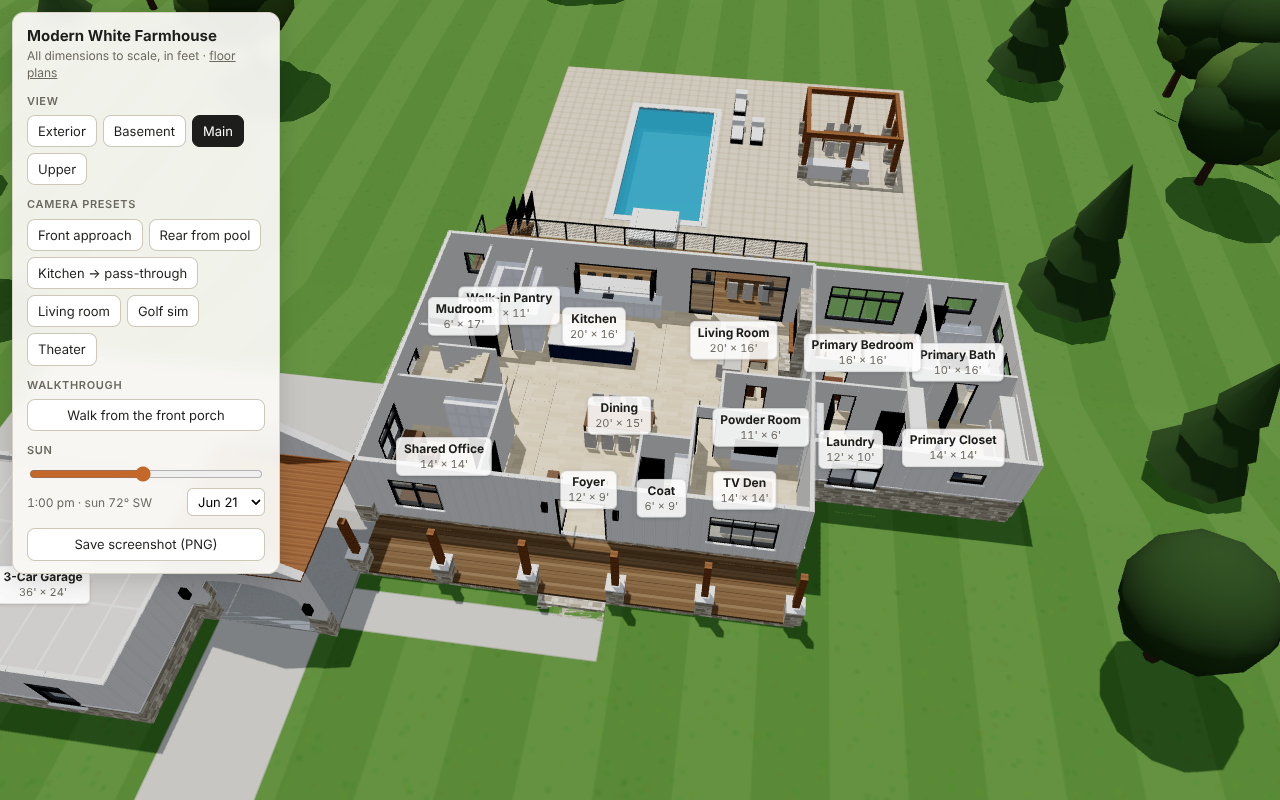 Modern White Farmhouse
All dimensions to scale, in feet · floor
plans
VIEW
Exterior
Basement
Main
Upper
CAMERA PRESETS
Front approach
Rear from pool
Kitchen → pass-through
Living room
Golf sim
Theater
WALKTHROUGH
Walk from the front porch
SUN
1:00 pm · sun 72° SW
Jun 21
Save screenshot (PNG)
3-Car Garage
36' × 24'
Walk-in Pantry
× 11'
Mudroom
6' × 17'
Kitchen
20' × 16'
Living Room
20' × 16'
Primary Bedroom
16' × 16'
Primary Bath
10' × 16'
Dining
20' × 15'
Powder Room
11' × 6'
Shared Office
14' × 14'
Laundry
12' × 10'
Primary Closet
14' × 14'
Foyer
12' × 9'
Coat
6' × 9'
TV Den
14' × 14'